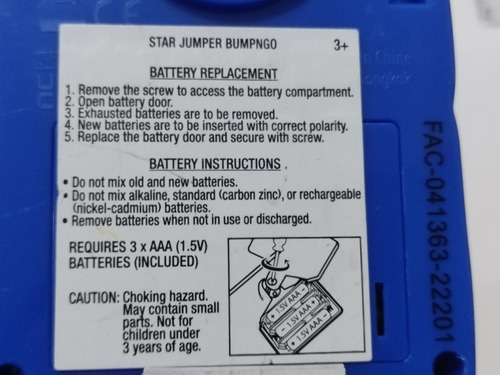 STAR JUMPER BUMPNGO 3+
BATTERY REPLACEMENT
1. Remove the screw to access the battery compartment.
2. Open battery door.
3. Exhausted batteries are to be removed.
4. New batteries are to be inserted with correct polarity.
5. Replace the battery door and secure with screw.
BATTERY INSTRUCTIONS .
• Do not mix old and new batteries.
• Do not mix alkaline, standard (carbon zinc), or rechargeable
(nickel-cadmium) batteries.
• Remove batteries when not in use or discharged.
REQUIRES 3 x AAA (1.5V)
BATTERIES (INCLUDED)
CAUTION: Choking hazard.
May contain small
parts. Not for
children under
3 years of age.
+ 1.5V AAA −
− 1.5V AAA +
+ 1.5V AAA −
FAC-041363-22201